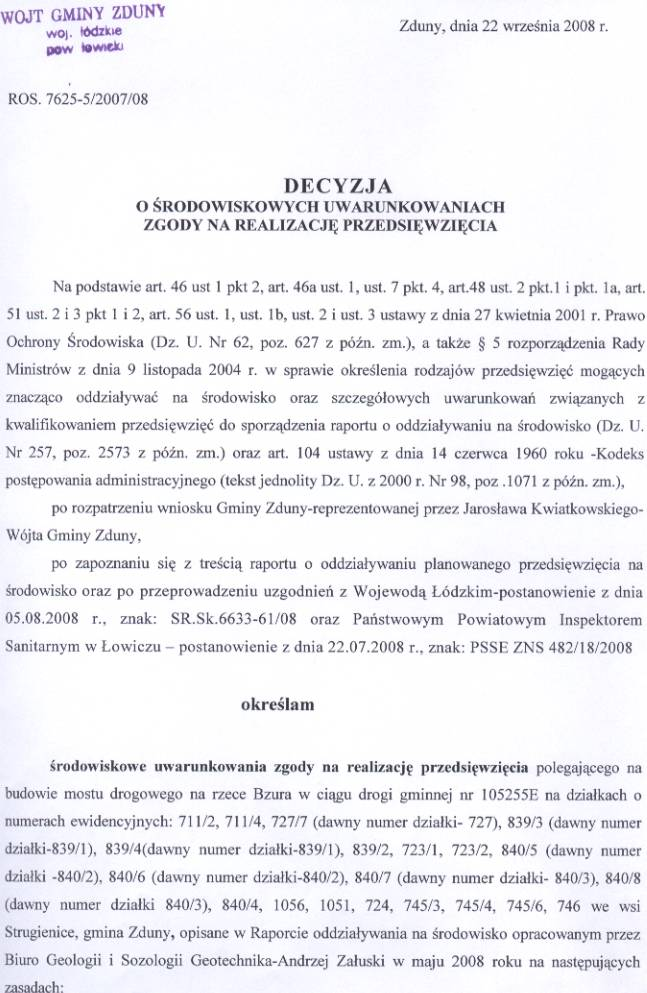 WOJT GMINY ZDUNY
woj. łódzkie
pow łowicki
Zduny, dnia 22 września 2008 r.
ROS. 7625-5/2007/08
DECYZJA
O ŚRODOWISKOWYCH UWARUNKOWANIACH
ZGODY NA REALIZACJĘ PRZEDSIĘWZIĘCIA
Na podstawie art. 46 ust 1 pkt 2, art. 46a ust. 1, ust. 7 pkt. 4, art.48 ust. 2 pkt.1 i pkt. 1a, art.
51 ust. 2 i 3 pkt 1 i 2, art. 56 ust. 1, ust. 1b, ust. 2 i ust. 3 ustawy z dnia 27 kwietnia 2001 r. Prawo
Ochrony Środowiska (Dz. U. Nr 62, poz. 627 z późn. zm.), a także § 5 rozporządzenia Rady
Ministrów z dnia 9 listopada 2004 r. w sprawie określenia rodzajów przedsięwzięć mogących
znacząco oddziaływać na środowisko oraz szczegółowych uwarunkowań związanych z
kwalifikowaniem przedsięwzięć do sporządzenia raportu o oddziaływaniu na środowisko (Dz. U.
Nr 257, poz. 2573 z późn. zm.) oraz art. 104 ustawy z dnia 14 czerwca 1960 roku -Kodeks
postępowania administracyjnego (tekst jednolity Dz. U. z 2000 r. Nr 98, poz .1071 z późn. zm.),
po rozpatrzeniu wniosku Gminy Zduny-reprezentowanej przez Jarosława Kwiatkowskiego-
Wójta Gminy Zduny,
po zapoznaniu się z treścią raportu o oddziaływaniu planowanego przedsięwzięcia na
środowisko oraz po przeprowadzeniu uzgodnień z Wojewodą Łódzkim-postanowienie z dnia
05.08.2008 r., znak: SR.Sk.6633-61/08 oraz Państwowym Powiatowym Inspektorem
Sanitarnym w Łowiczu – postanowienie z dnia 22.07.2008 r., znak: PSSE ZNS 482/18/2008
określam
środowiskowe uwarunkowania zgody na realizację przedsięwzięcia polegającego na
budowie mostu drogowego na rzece Bzura w ciągu drogi gminnej nr 105255E na działkach o
numerach ewidencyjnych: 711/2, 711/4, 727/7 (dawny numer działki- 727), 839/3 (dawny numer
działki-839/1), 839/4(dawny numer działki-839/1), 839/2, 723/1, 723/2, 840/5 (dawny numer
działki -840/2), 840/6 (dawny numer działki-840/2), 840/7 (dawny numer działki- 840/3), 840/8
(dawny numer działki 840/3), 840/4, 1056, 1051, 724, 745/3, 745/4, 745/6, 746 we wsi
Strugienice, gmina Zduny, opisane w Raporcie oddziaływania na środowisko opracowanym przez
Biuro Geologii i Sozologii Geotechnika-Andrzej Załuski w maju 2008 roku na następujących
zasadach: